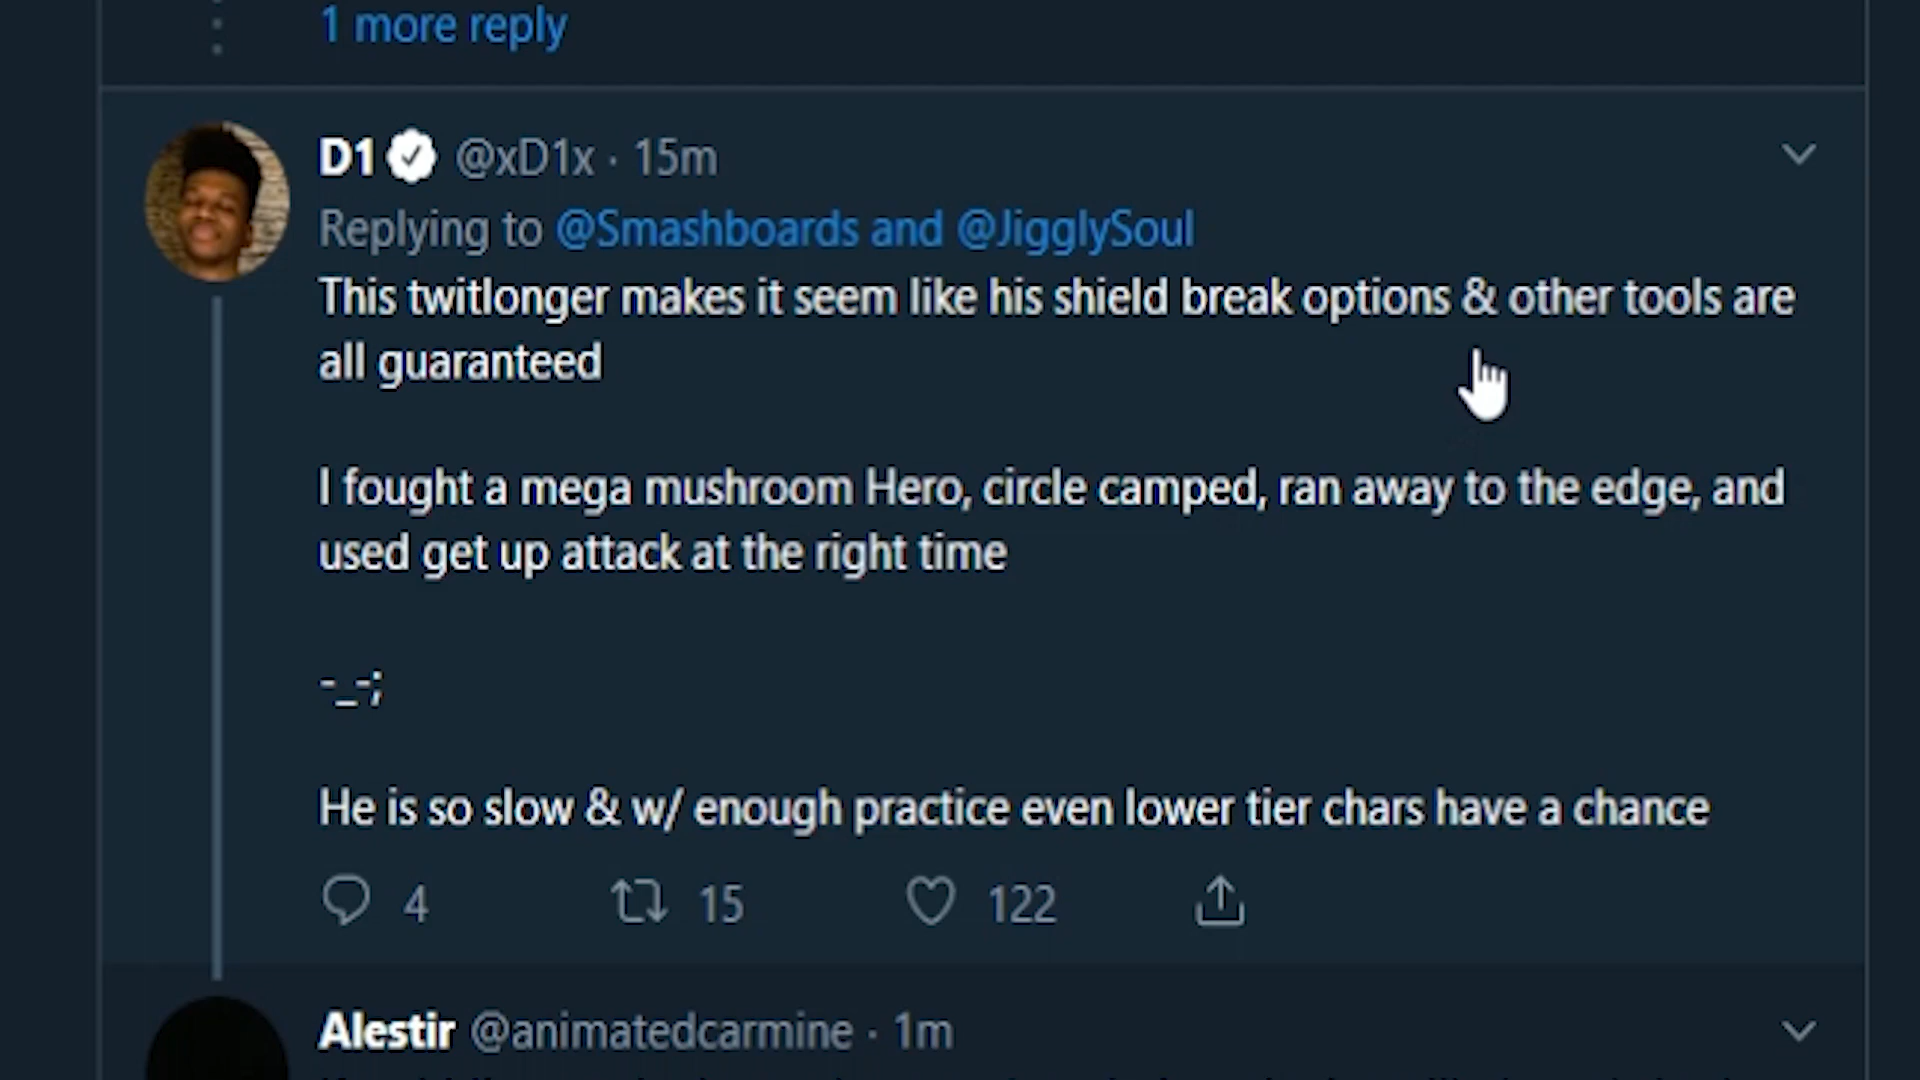 1 more reply
D1 @xD1x · 15m
Replying to @Smashboards and @JigglySoul
This twitlonger makes it seem like his shield break options & other tools are
all guaranteed
I fought a mega mushroom Hero, circle camped, ran away to the edge, and
used get up attack at the right time
-_-;
He is so slow & w/ enough practice even lower tier chars have a chance
4 15 122
Alestir @animatedcarmine · 1m